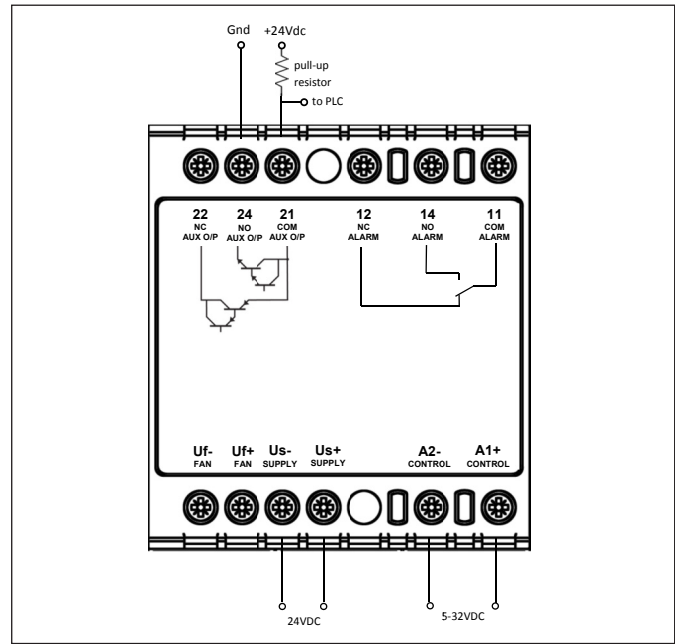 Gnd +24Vdc
pull-up
resistor
to PLC
22 24 21 12 14 11
NC NO COM NC NO COM
AUX O/P AUX O/P AUX O/P ALARM ALARM ALARM
Uf- Uf+ Us- Us+ A2- A1+
FAN FAN SUPPLY SUPPLY CONTROL CONTROL
24VDC 5-32VDC